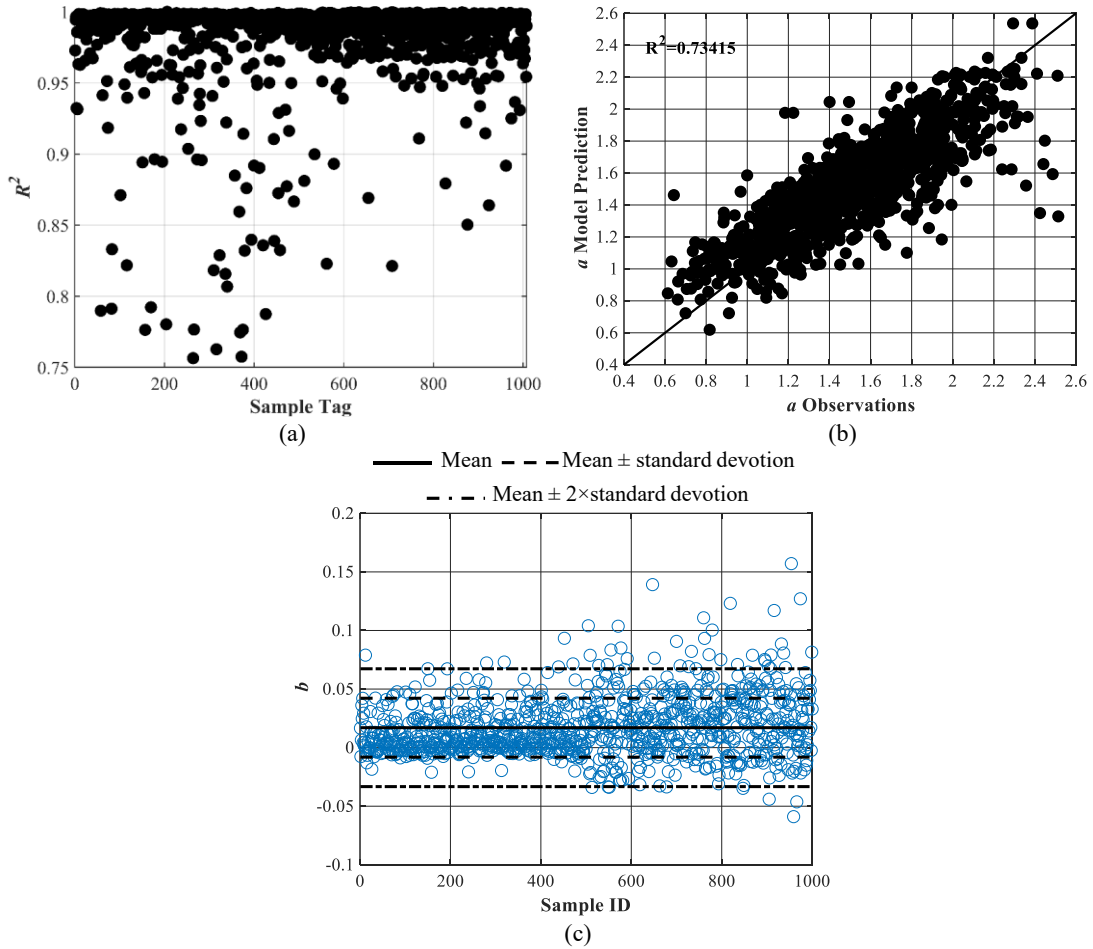 1
0.95
0.9
0.85
0.8
0.75
R²
0 200 400 600 800 1000
Sample Tag
(a)
R²=0.73415
2.6
2.4
2.2
2
1.8
1.6
1.4
1.2
1
0.8
0.6
0.4
a Model Prediction
0.4 0.6 0.8 1 1.2 1.4 1.6 1.8 2 2.2 2.4 2.6
a Observations
(b)
Mean Mean ± standard devotion
Mean ± 2×standard devotion
0.2
0.15
0.1
0.05
0
-0.05
-0.1
b
0 200 400 600 800 1000
Sample ID
(c)